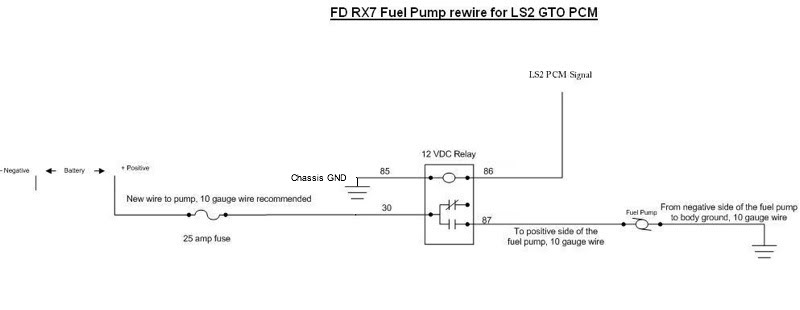 FD RX7 Fuel Pump rewire for LS2 GTO PCM
LS2 PCM Signal
12 VDC Relay
- Negative
Battery
+ Positive
Chassis GND
85
86
New wire to pump, 10 gauge wire recommended
30
25 amp fuse
87
To positive side of the
fuel pump, 10 gauge wire
Fuel Pump
From negative side of the fuel pump
to body ground, 10 gauge wire